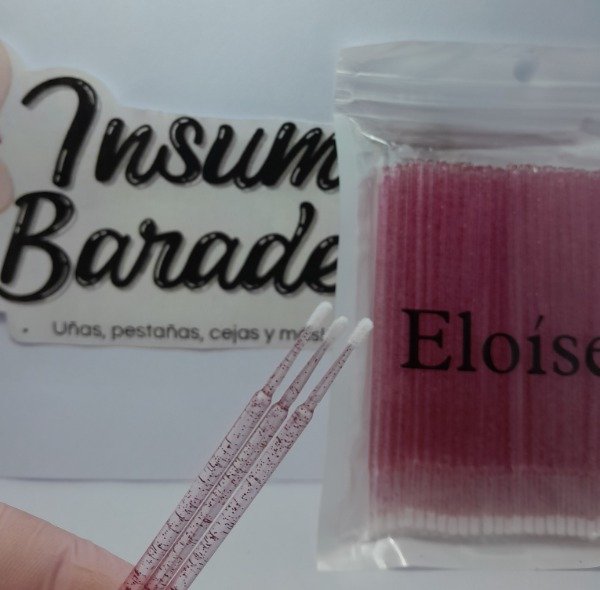 Insum
Barade
Uñas, pestañas, cejas y más!
Eloíse